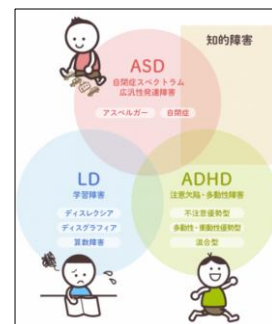 知的障害
ASD
自閉症スペクトラム
広汎性発達障害
アスペルガー
自閉症
LD
学習障害
ディスレクシア
ディスグラフィア
算数障害
ADHD
注意欠陥・多動性障害
不注意優勢型
多動性・衝動性優勢型
混合型